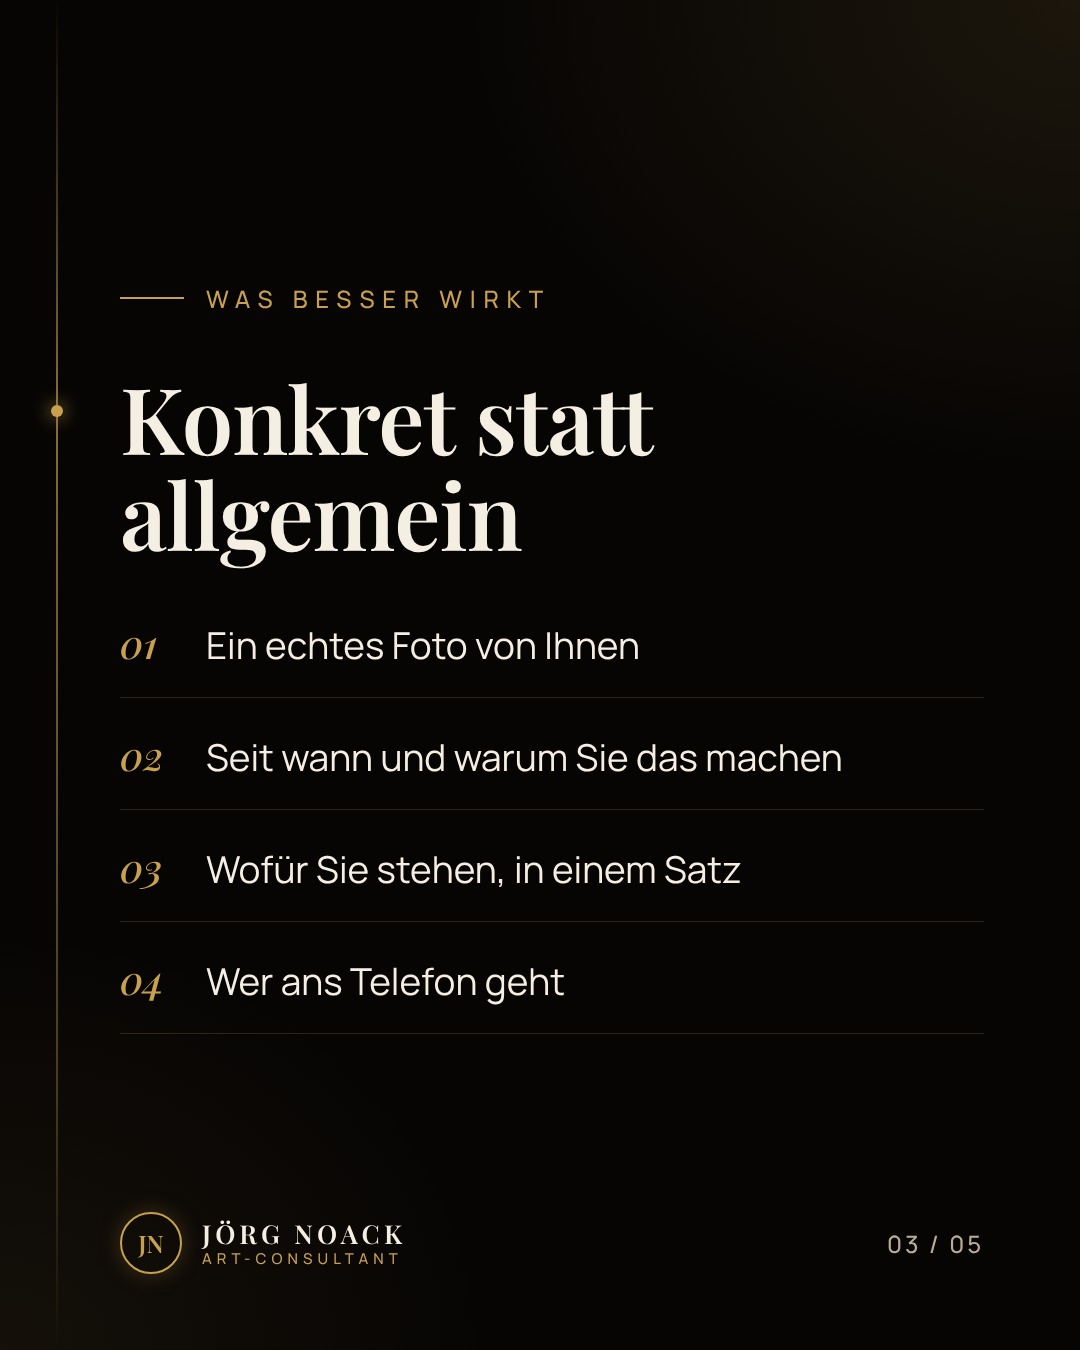 WAS BESSER WIRKT
Konkret statt
allgemein
01 Ein echtes Foto von Ihnen
02 Seit wann und warum Sie das machen
03 Wofür Sie stehen, in einem Satz
04 Wer ans Telefon geht
JN
JÖRG NOACK
ART-CONSULTANT
03 / 05